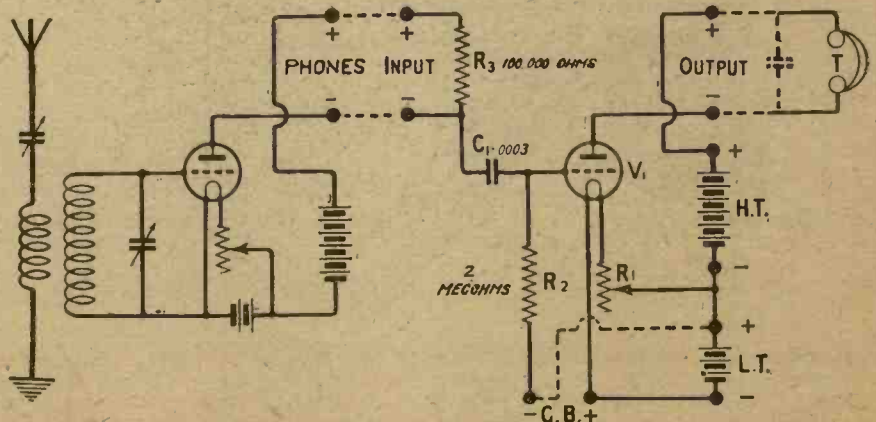 + +
PHONES INPUT
- -
R3 100,000 OHMS
C1 .0003
V1
2
MEGOHMS
R2
R1
- G.B. +
+
OUTPUT
-
T
+
H.T.
-
+
L.T.
-